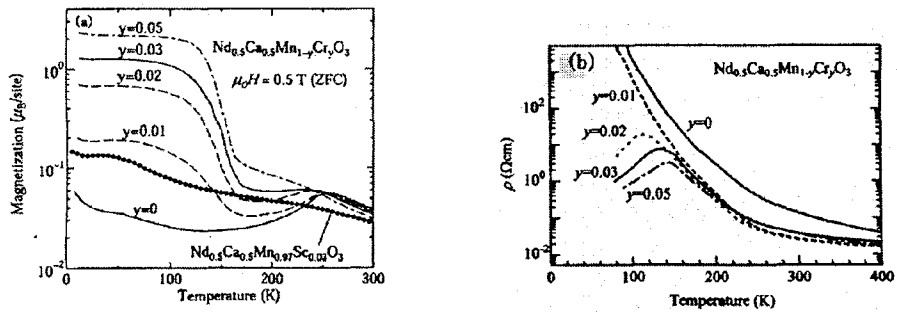 (a)
y=0.05
Nd0.5Ca0.5Mn1-yCryO3
y=0.03
μ0H = 0.5 T (ZFC)
y=0.02
y=0.01
y=0
Nd0.5Ca0.5Mn0.97Sc0.03O3
Magnetization [μB/site]
10^0
10^-1
10^-2
0
100
200
300
Temperature (K)
(b)
Nd0.5Ca0.5Mn1-yCryO3
y=0.01
y=0
y=0.02
y=0.03
y=0.05
ρ (Ωcm)
10^2
10^0
10^-2
0
100
200
300
400
Temperature (K)